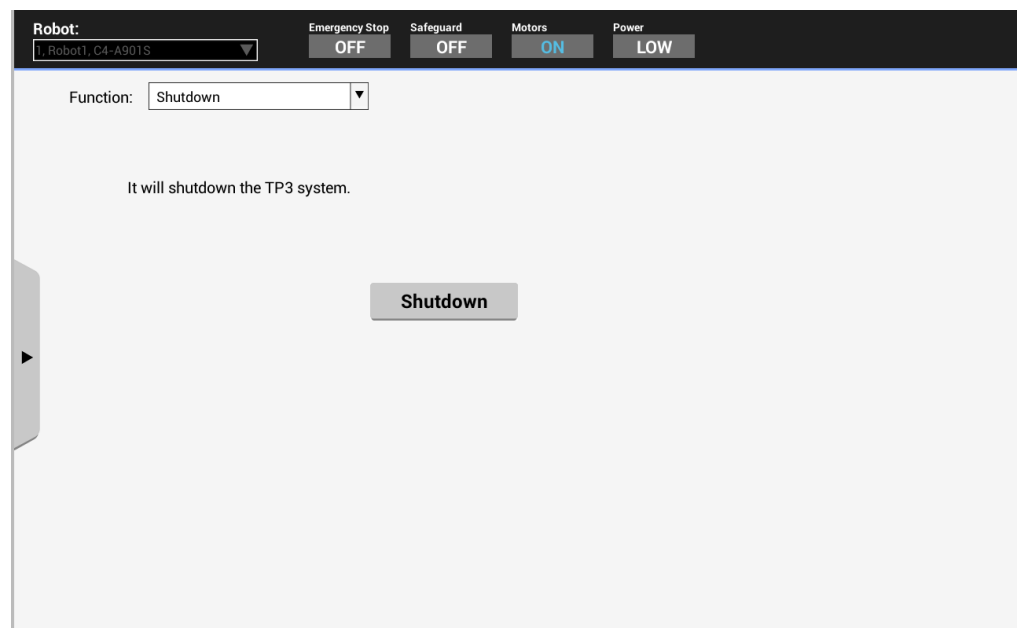 Robot:
1, Robot1, C4-A901S
Emergency Stop
OFF
Safeguard
OFF
Motors
ON
Power
LOW
Function: Shutdown
It will shutdown the TP3 system.
Shutdown